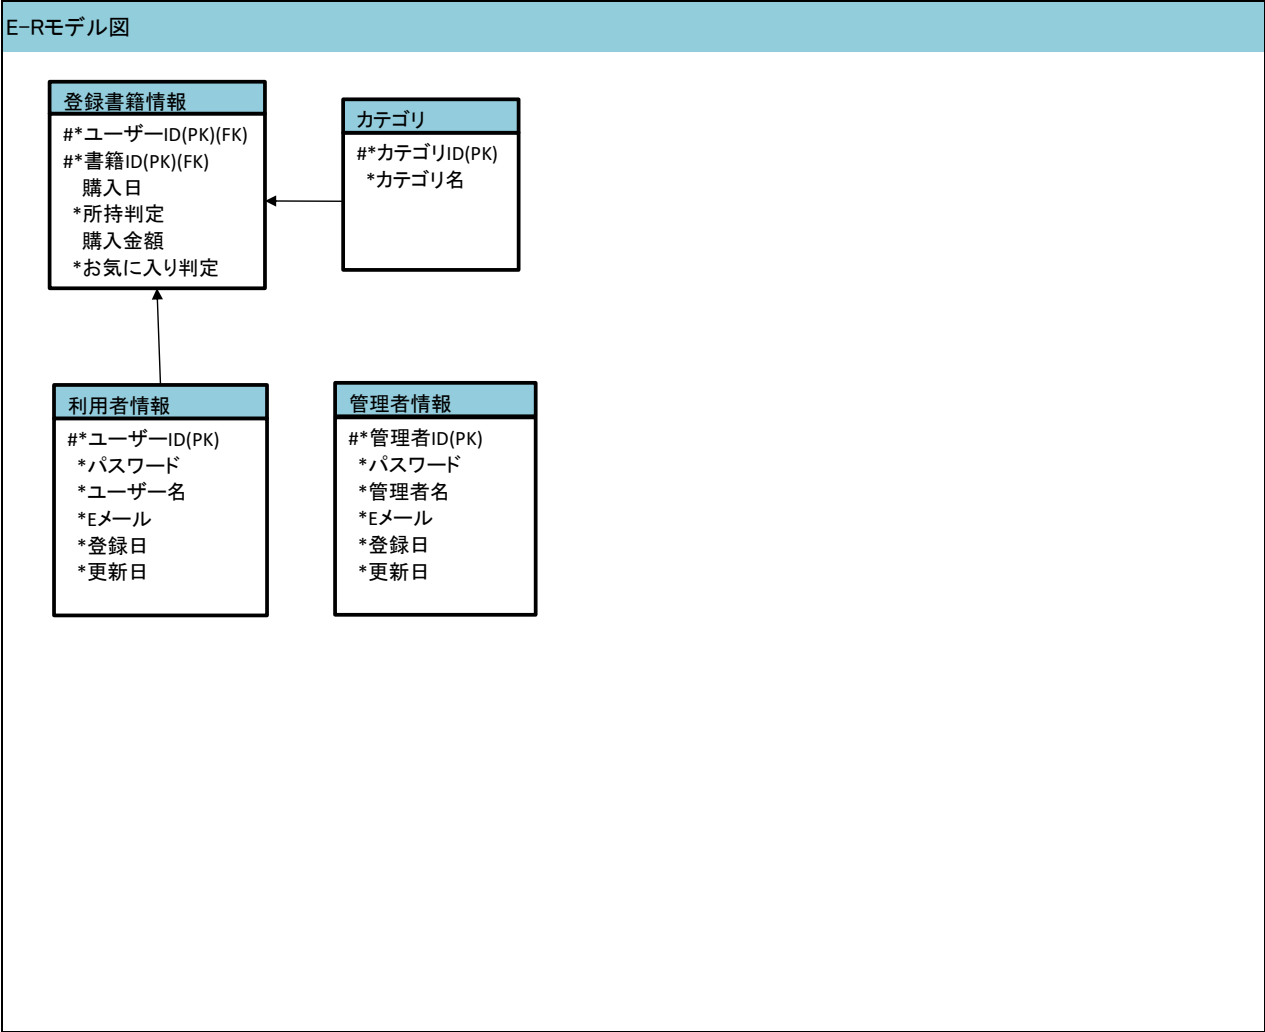 E-Rモデル図
登録書籍情報
#*ユーザーID(PK)(FK)
#*書籍ID(PK)(FK)
購入日
*所持判定
購入金額
*お気に入り判定
カテゴリ
#*カテゴリID(PK)
*カテゴリ名
利用者情報
#*ユーザーID(PK)
*パスワード
*ユーザー名
*Eメール
*登録日
*更新日
管理者情報
#*管理者ID(PK)
*パスワード
*管理者名
*Eメール
*登録日
*更新日